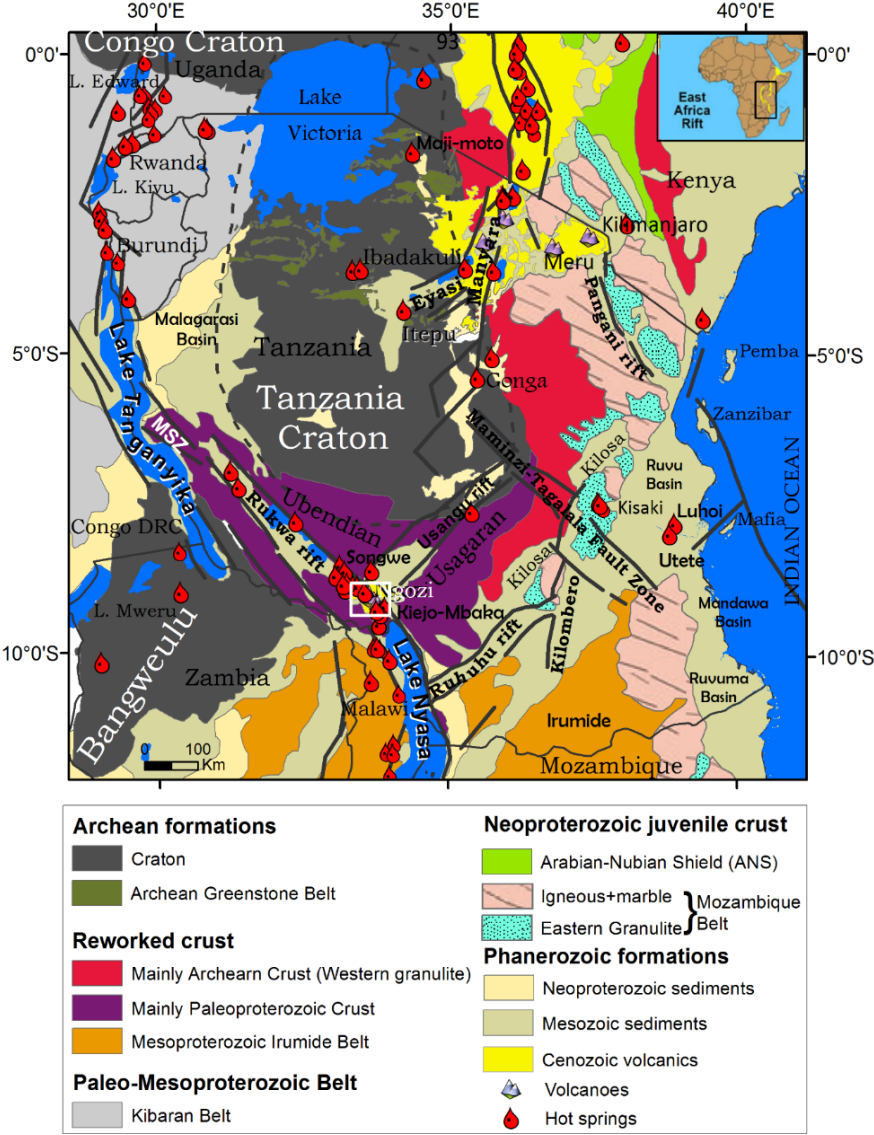 30°0'
35°0'
40°0'
0°0'
Congo Craton
93
0°0'
L. Edward
Uganda
Lake
Victoria
East
Africa
Rift
Maji-moto
Rwanda
L. Kivu
Kenya
Kilimanjaro
Burundi
Ibadakuli
Manyara
Meru
Eyasi
Malagarasi
Basin
Itepu
Pangani rift
5°0'S
Tanzania
5°0'S
Pemba
Lake Tanganyika
Gonga
Tanzania
Craton
Zanzibar
MSZ
Maminzi-Tagalala Fault Zone
Kilosa
Ruvu
Basin
INDIAN OCEAN
Rukwa rift
Ubendian
Usangu rift
Kisaki
Luhoi
Mafia
Congo DRC
Songwe
Usagaran
Utete
Kilosa
Ngozi
L. Mweru
Kiejo-Mbaka
Kilombero
Mandawa
Basin
10°0'S
Bangweulu
Zambia
Lake Nyasa
Ruhuhu rift
10°0'S
Ruvuma
Basin
Malawi
Irumide
0 100
Km
Mozambique
30°0'
35°0'
40°0'
Archean formations
Craton
Archean Greenstone Belt
Reworked crust
Mainly Archearn Crust (Western granulite)
Mainly Paleoproterozoic Crust
Mesoproterozoic Irumide Belt
Paleo-Mesoproterozoic Belt
Kibaran Belt
Neoproterozoic juvenile crust
Arabian-Nubian Shield (ANS)
Igneous+marble
Eastern Granulite
}
Mozambique
Belt
Phanerozoic formations
Neoproterozoic sediments
Mesozoic sediments
Cenozoic volcanics
Volcanoes
Hot springs